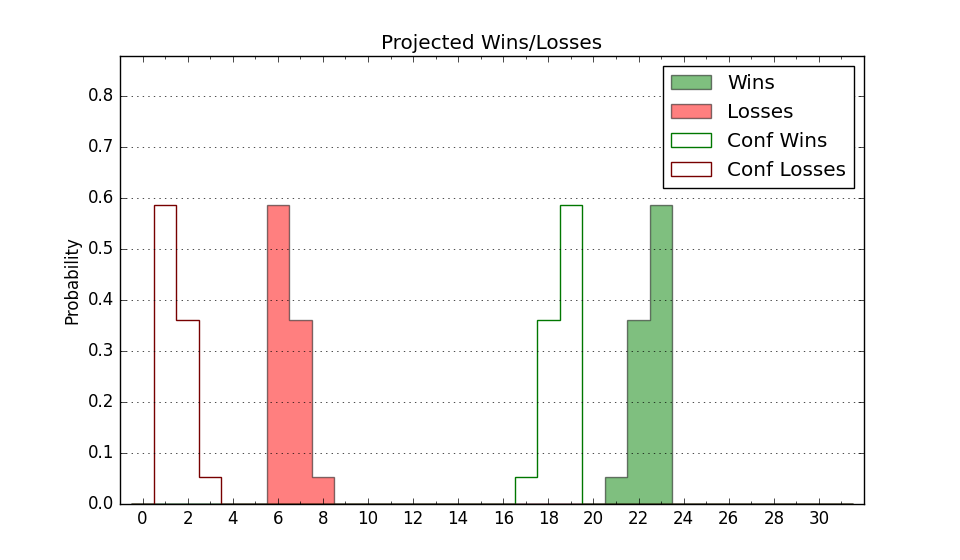 Projected Wins/Losses
Wins
Losses
Conf Wins
Conf Losses
Probability
0.8
0.7
0.6
0.5
0.4
0.3
0.2
0.1
0.0
0 2 4 6 8 10 12 14 16 18 20 22 24 26 28 30